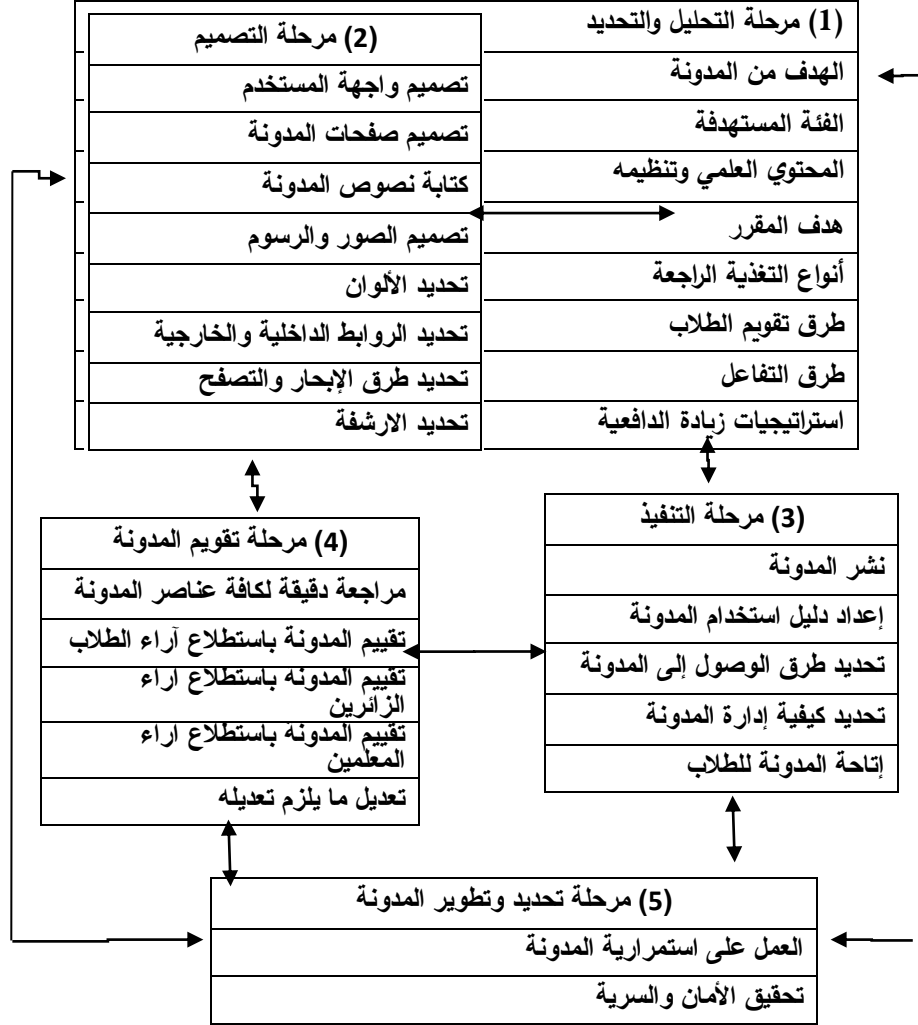 (1) مرحلة التحليل والتحديد
الهدف من المدونة
الفئة المستهدفة
المحتوي العلمي وتنظيمه
هدف المقرر
أنواع التغذية الراجعة
طرق تقويم الطلاب
طرق التفاعل
استراتيجيات زيادة الدافعية
(2) مرحلة التصميم
تصميم واجهة المستخدم
تصميم صفحات المدونة
كتابة نصوص المدونة
تصميم الصور والرسوم
تحديد الألوان
تحديد الروابط الداخلية والخارجية
تحديد طرق الإبحار والتصفح
تحديد الارشفة
(3) مرحلة التنفيذ
نشر المدونة
إعداد دليل استخدام المدونة
تحديد طرق الوصول إلى المدونة
تحديد كيفية إدارة المدونة
إتاحة المدونة للطلاب
(4) مرحلة تقويم المدونة
مراجعة دقيقة لكافة عناصر المدونة
تقييم المدونة باستطلاع آراء الطلاب
تقييم المدونه باستطلاع اراء
الزائرين
تقييم المدونة باستطلاع اراء
المعلمين
تعديل ما يلزم تعديله
(5) مرحلة تحديد وتطوير المدونة
العمل على استمرارية المدونة
تحقيق الأمان والسرية